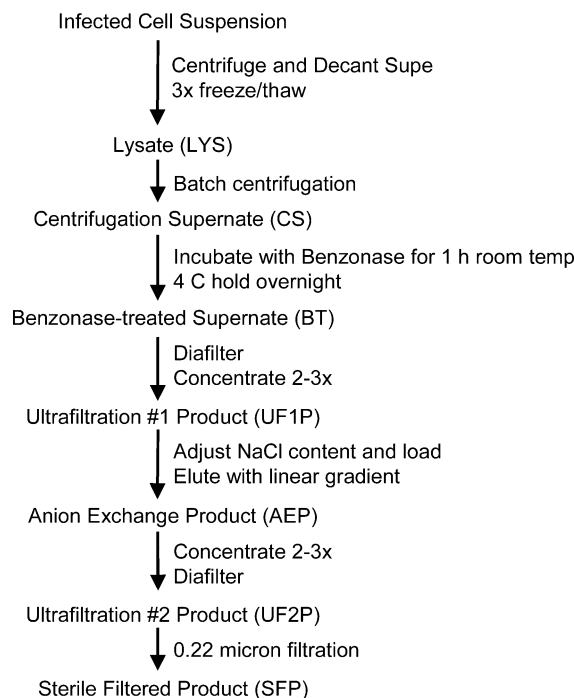 Infected Cell Suspension
Centrifuge and Decant Supe
3x freeze/thaw
Lysate (LYS)
Batch centrifugation
Centrifugation Supernate (CS)
Incubate with Benzonase for 1 h room temp
4 C hold overnight
Benzonase-treated Supernate (BT)
Diafilter
Concentrate 2-3x
Ultrafiltration #1 Product (UF1P)
Adjust NaCl content and load
Elute with linear gradient
Anion Exchange Product (AEP)
Concentrate 2-3x
Diafilter
Ultrafiltration #2 Product (UF2P)
0.22 micron filtration
Sterile Filtered Product (SFP)